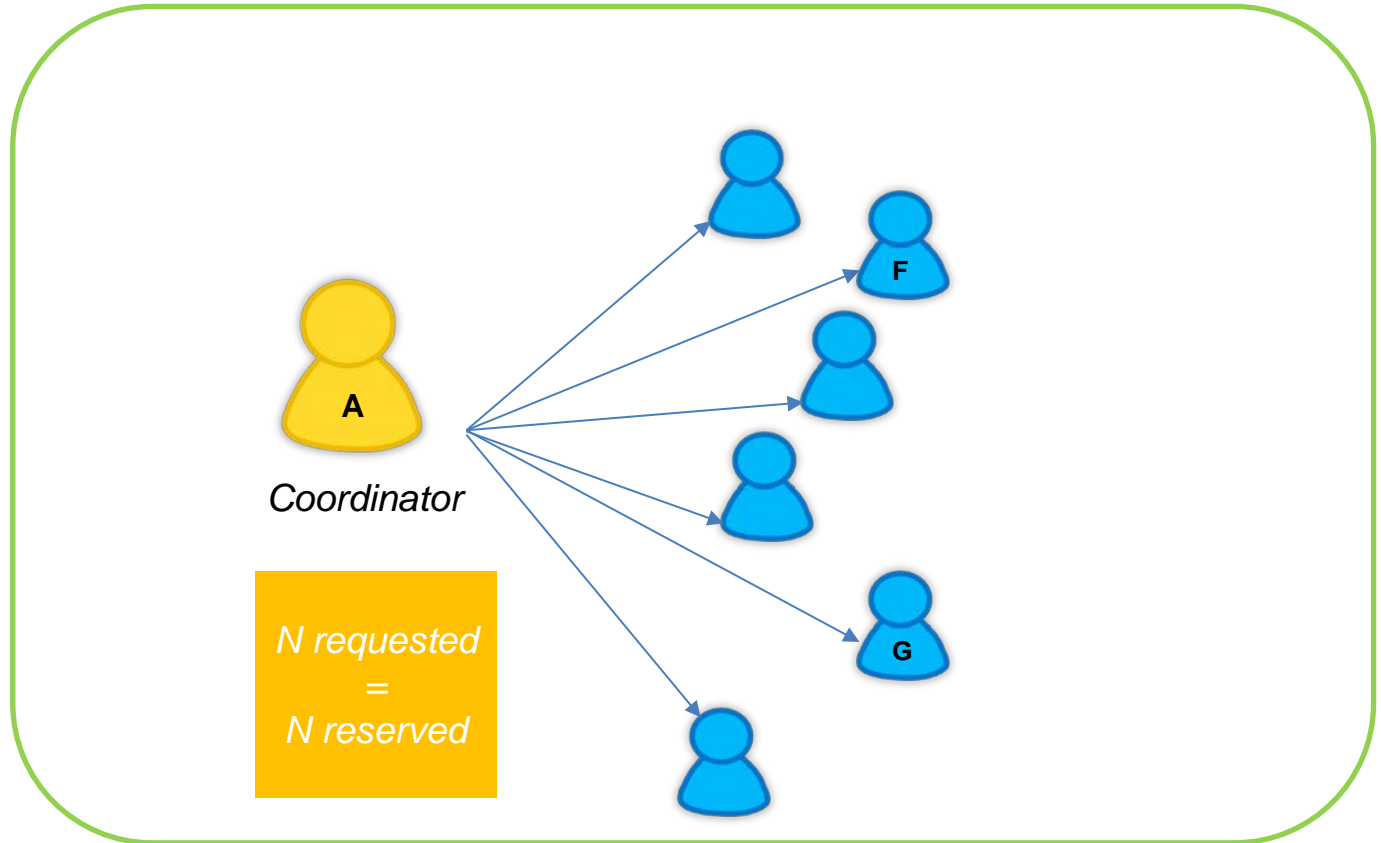 F
A
Coordinator
N requested
=
N reserved
G